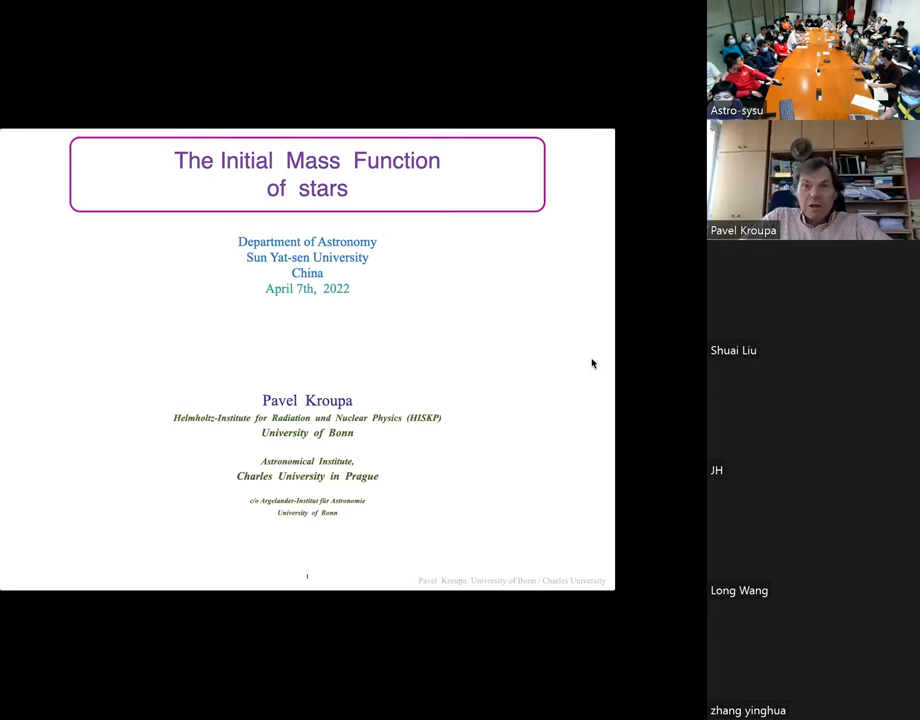 The Initial Mass Function
of stars
Department of Astronomy
Sun Yat-sen University
China
April 7th, 2022
Pavel Kroupa
Helmholtz-Institute for Radiation und Nuclear Physics (HISKP)
University of Bonn
Astronomical Institute,
Charles University in Prague
c/o Argelander-Institut für Astronomie
University of Bonn
1
Pavel Kroupa: University of Bonn / Charles University
Astro-sysu
Pavel Kroupa
Shuai Liu
JH
Long Wang
zhang yinghua